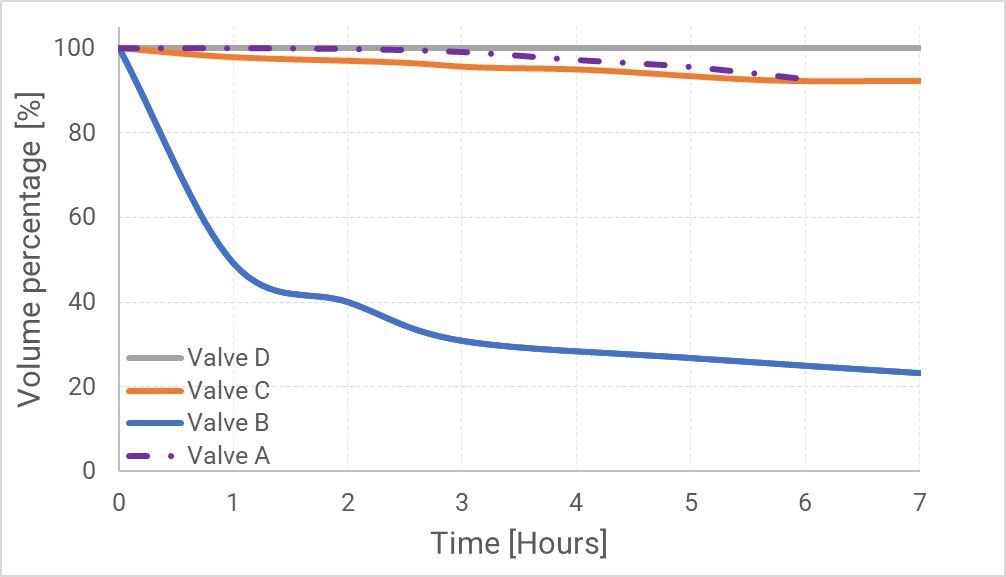 Volume percentage [%]
100
80
60
40
20
0
Valve D
Valve C
Valve B
Valve A
0 1 2 3 4 5 6 7
Time [Hours]